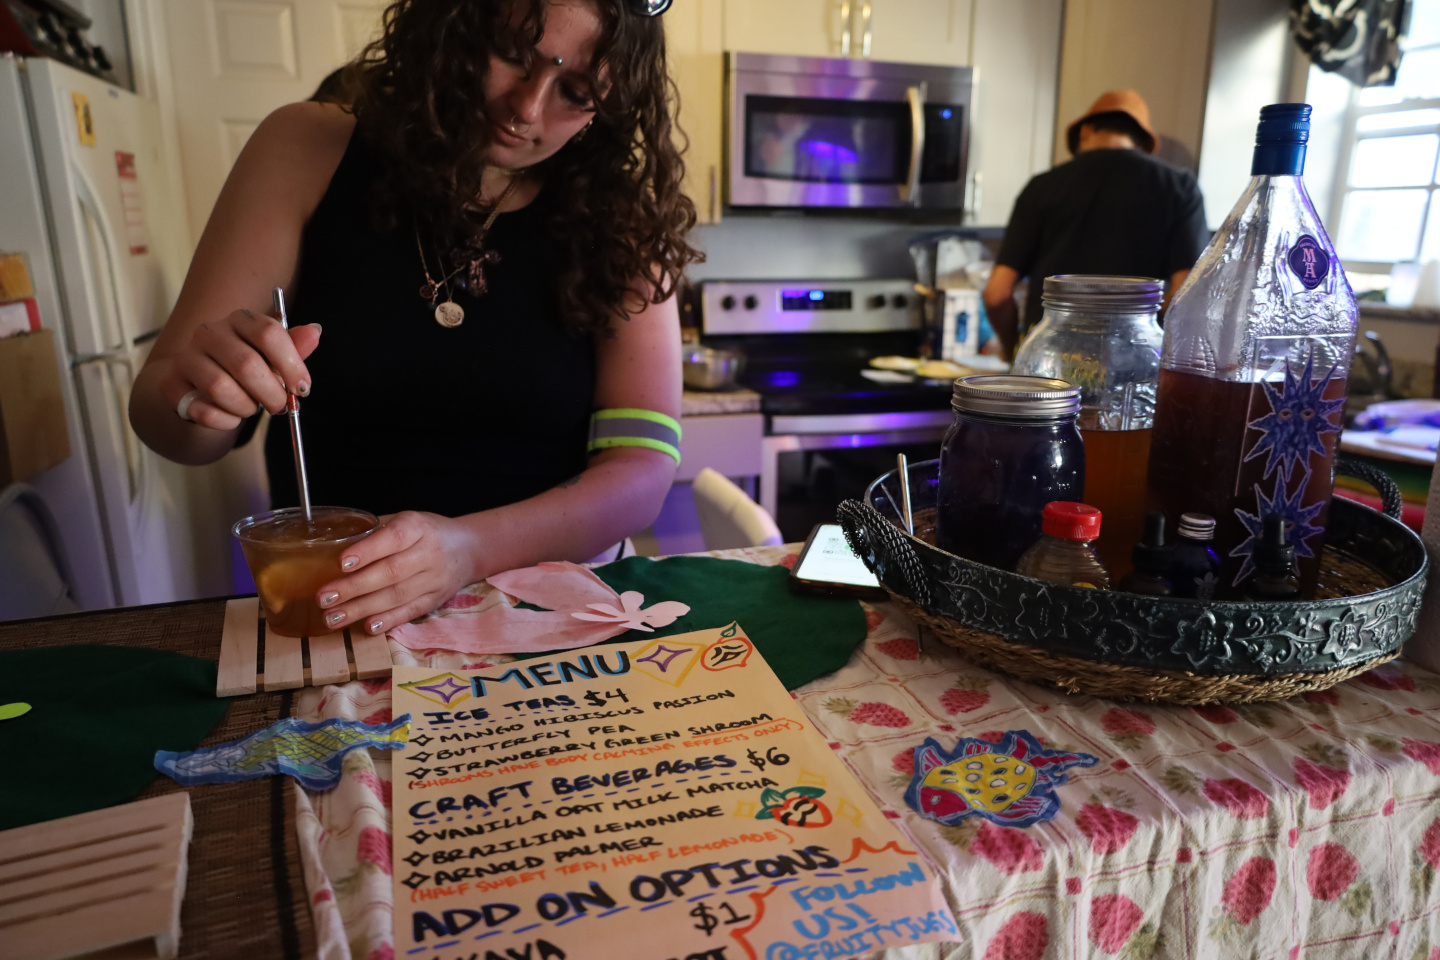 MENU
ICE TEAS $4
MANGO HIBISCUS PASSION
BUTTERFLY PEA
STRAWBERRY GREEN SHROOM
(SHROOMS HAVE BODY CALMING EFFECTS ONLY)
CRAFT BEVERAGES $6
VANILLA OAT MILK MATCHA
BRAZILIAN LEMONADE
ARNOLD PALMER
(HALF SWEET TEA, HALF LEMONADE)
ADD ON OPTIONS
$1
KAVA
FOLLOW
US!
MA